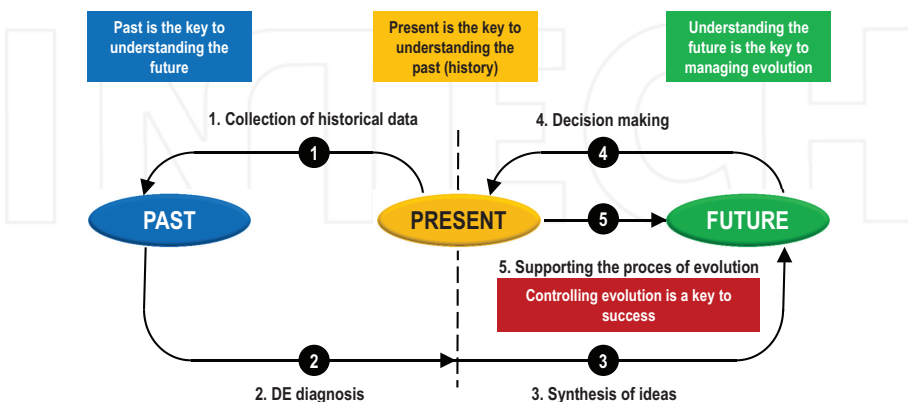 Past is the key to
understanding the
future
Present is the key to
understanding the
past (history)
Understanding the
future is the key to
managing evolution
1. Collection of historical data
4. Decision making
1
4
PAST
PRESENT
5
FUTURE
5. Supporting the proces of evolution
Controlling evolution is a key to
success
2
3
2. DE diagnosis
3. Synthesis of ideas
INTECH